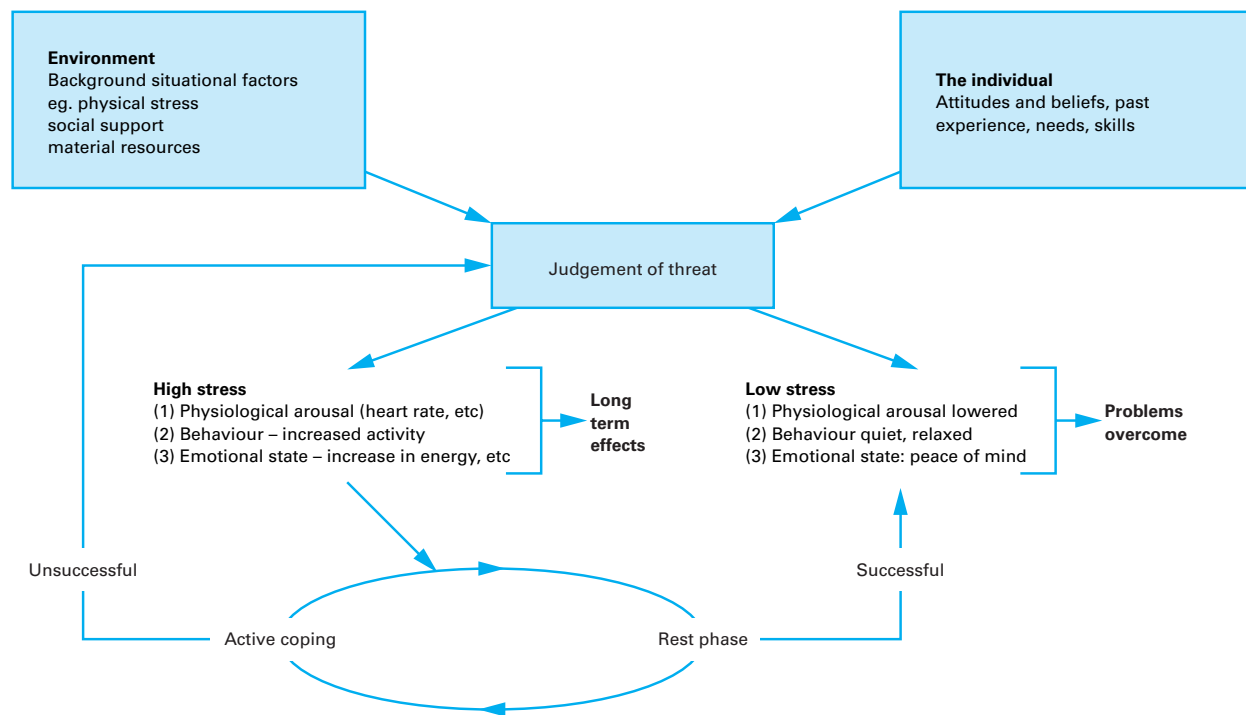 Environment
Background situational factors
eg. physical stress
social support
material resources
The individual
Attitudes and beliefs, past
experience, needs, skills
Judgement of threat
High stress
(1) Physiological arousal (heart rate, etc)
(2) Behaviour – increased activity
(3) Emotional state – increase in energy, etc
Long
term
effects
Low stress
(1) Physiological arousal lowered
(2) Behaviour quiet, relaxed
(3) Emotional state: peace of mind
Problems
overcome
Unsuccessful
Successful
Active coping
Rest phase